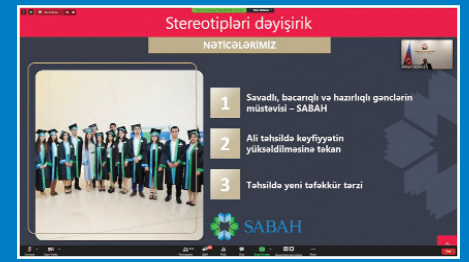 Stereotipləri dəyişirik
NƏTİCƏLƏRİMİZ
1
Savadlı, bacarıqlı və hazırlıqlı gənclərin
müstəvisi – SABAH
2
Ali təhsildə keyfiyyətin
yüksəldilməsinə təkan
3
Təhsildə yeni təfəkkür tərzi
SABAH